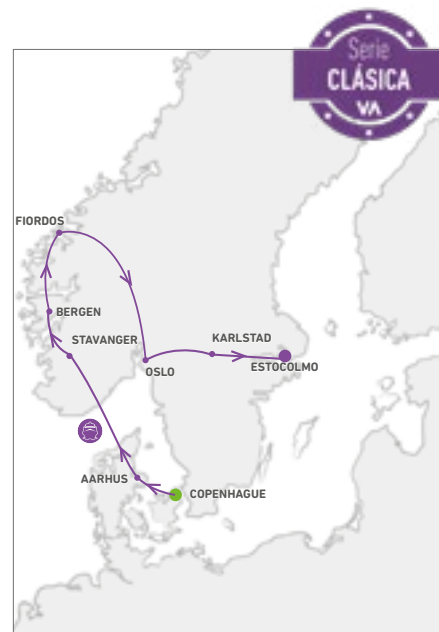 Serie
CLÁSICA
VA
FIORDOS
BERGEN
STAVANGER
KARLSTAD
OSLO
ESTOCOLMO
AARHUS
COPENHAGUE